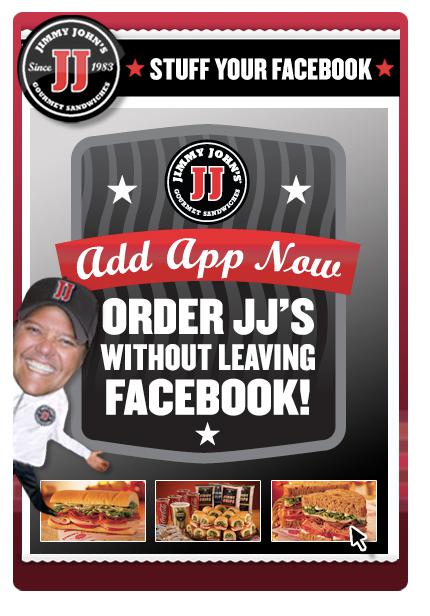 JIMMY JOHN'S
Since JJ 1983
GOURMET SANDWICHES
STUFF YOUR FACEBOOK
JIMMY JOHN'S
JJ
GOURMET SANDWICHES
Add App Now
ORDER JJ'S
WITHOUT LEAVING
FACEBOOK!
JJ